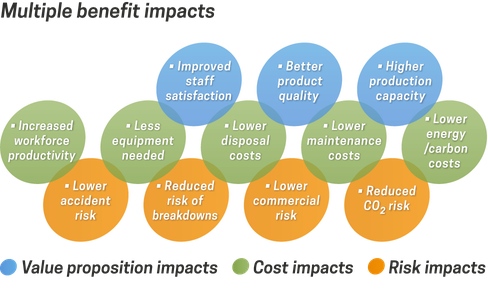 Multiple benefit impacts
▪ Improved
staff
satisfaction
▪ Better
product
quality
▪ Higher
production
capacity
▪ Increased
workforce
productivity
▪ Less
equipment
needed
▪ Lower
disposal
costs
▪ Lower
maintenance
costs
▪ Lower
energy
/carbon
costs
▪ Lower
accident
risk
▪ Reduced
risk of
breakdowns
▪ Lower
commercial
risk
▪ Reduced
CO₂ risk
Value proposition impacts
Cost impacts
Risk impacts